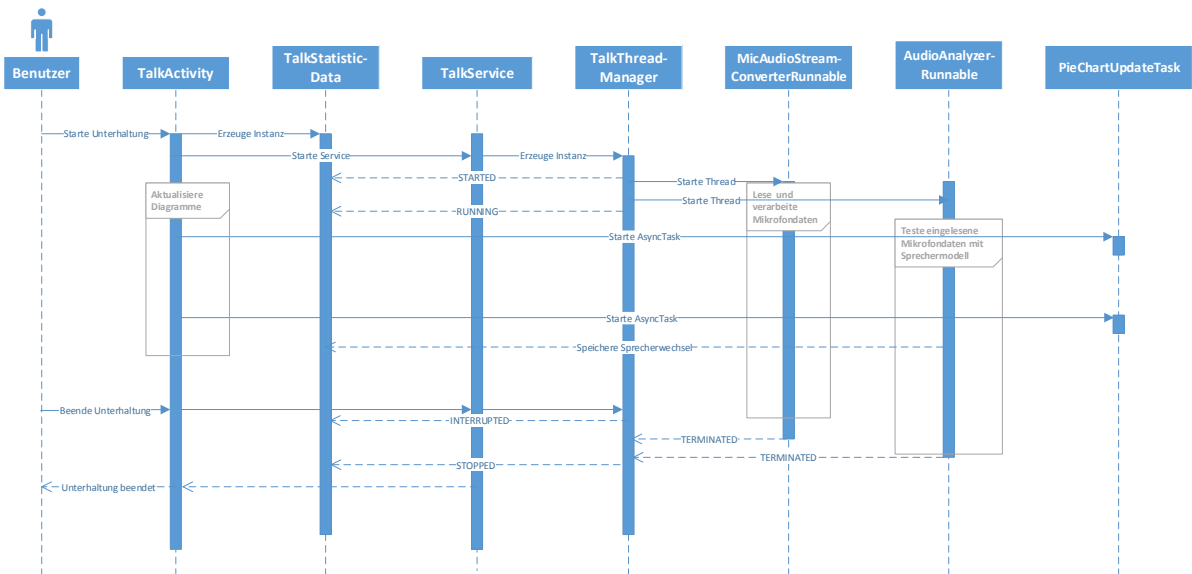 Benutzer
TalkActivity
TalkStatistic-
Data
TalkService
TalkThread-
Manager
MicAudioStream-
ConverterRunnable
AudioAnalyzer-
Runnable
PieChartUpdateTask
Starte Unterhaltung
Erzeuge Instanz
Starte Service
Erzeuge Instanz
STARTED
Starte Thread
Aktualisiere
Diagramme
Lese und
verarbeite
Mikrofondaten
Starte Thread
RUNNING
Teste eingelesene
Mikrofondaten mit
Sprechermodell
Starte AsyncTask
Starte AsyncTask
Speichere Sprecherwechsel
Beende Unterhaltung
INTERRUPTED
TERMINATED
TERMINATED
STOPPED
Unterhaltung beendet